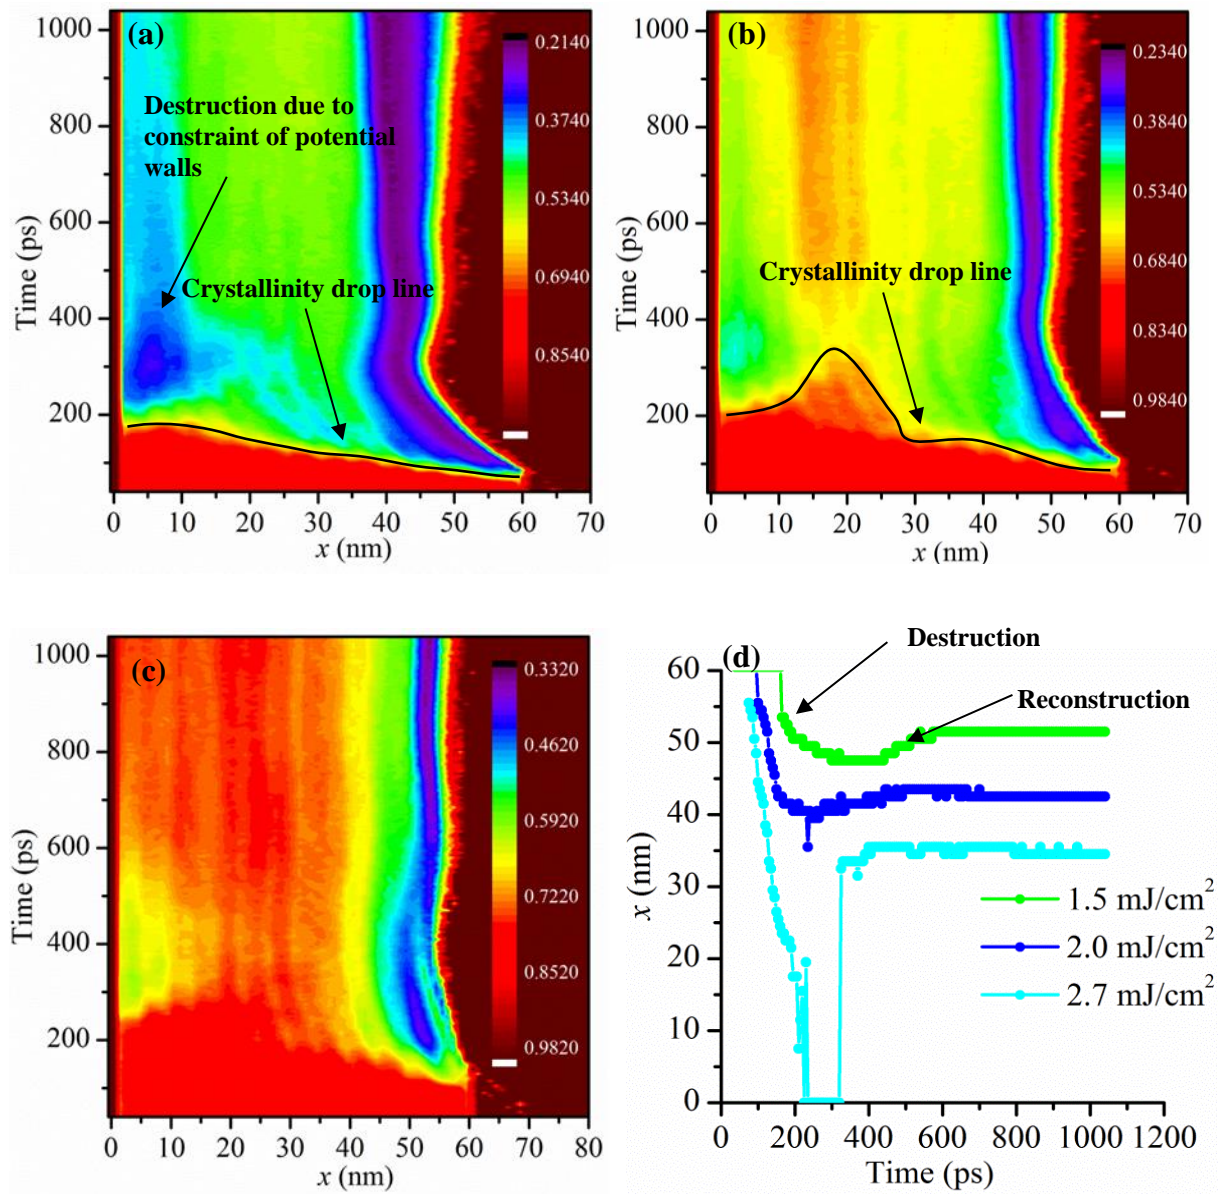 (a)
1000
800
600
400
200
Time (ps)
0 10 20 30 40 50 60 70
x (nm)
Destruction due to
constraint of potential
walls
Crystallinity drop line
0.2140
0.3740
0.5340
0.6940
0.8540
(b)
1000
800
600
400
200
Time (ps)
0 10 20 30 40 50 60 70
x (nm)
Crystallinity drop line
0.2340
0.3840
0.5340
0.6840
0.8340
0.9840
(c)
1000
800
600
400
200
Time (ps)
0 10 20 30 40 50 60 70 80
x (nm)
0.3320
0.4620
0.5920
0.7220
0.8520
0.9820
(d)
Destruction
Reconstruction
60
50
40
30
20
10
0
x (nm)
1.5 mJ/cm²
2.0 mJ/cm²
2.7 mJ/cm²
0 200 400 600 800 1000 1200
Time (ps)